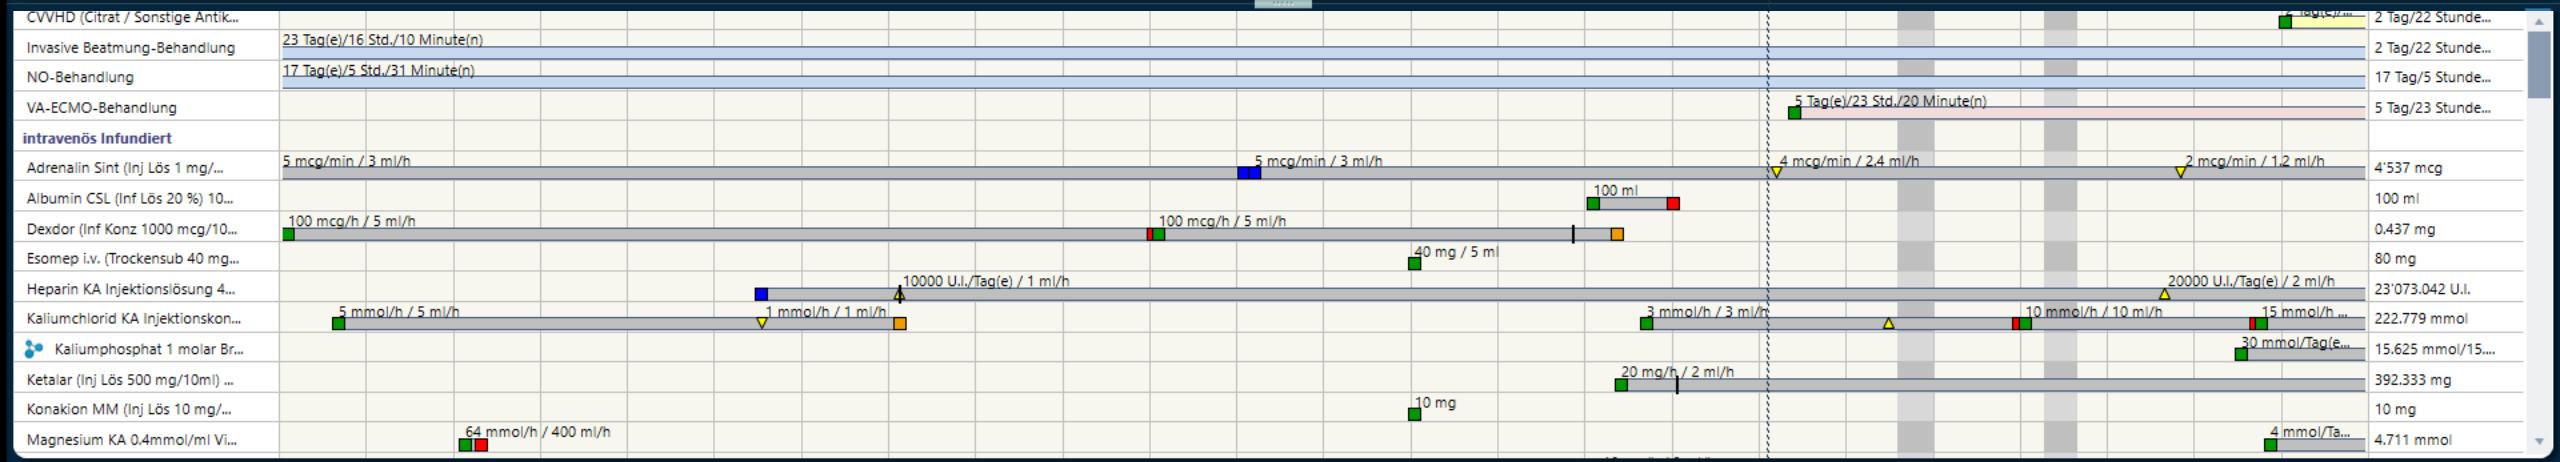 CVVHD (Citrat / Sonstige Antik...
2 Tag/22 Stunde...
Invasive Beatmung-Behandlung
23 Tag(e)/16 Std./10 Minute(n)
2 Tag/22 Stunde...
NO-Behandlung
17 Tag(e)/5 Std./31 Minute(n)
17 Tag/5 Stunde...
VA-ECMO-Behandlung
5 Tag(e)/23 Std./20 Minute(n)
5 Tag/23 Stunde...
intravenös Infundiert
Adrenalin Sint (Inj Lös 1 mg/...
5 mcg/min / 3 ml/h
5 mcg/min / 3 ml/h
4 mcg/min / 2.4 ml/h
2 mcg/min / 1.2 ml/h
4'537 mcg
Albumin CSL (Inf Lös 20 %) 10...
100 ml
100 ml
Dexdor (Inf Konz 1000 mcg/10...
100 mcg/h / 5 ml/h
100 mcg/h / 5 ml/h
0.437 mg
Esomep i.v. (Trockensub 40 mg...
40 mg / 5 ml
80 mg
Heparin KA Injektionslösung 4...
10000 U.I./Tag(e) / 1 ml/h
20000 U.I./Tag(e) / 2 ml/h
23'073.042 U.I.
Kaliumchlorid KA Injektionskon...
5 mmol/h / 5 ml/h
1 mmol/h / 1 ml/h
3 mmol/h / 3 ml/h
10 mmol/h / 10 ml/h
15 mmol/h ...
222.779 mmol
Kaliumphosphat 1 molar Br...
30 mmol/Tag(e...
15.625 mmol/15....
Ketalar (Inj Lös 500 mg/10ml) ...
20 mg/h / 2 ml/h
392.333 mg
Konakion MM (Inj Lös 10 mg/...
10 mg
10 mg
Magnesium KA 0.4mmol/ml Vi...
64 mmol/h / 400 ml/h
4 mmol/Ta...
4.711 mmol